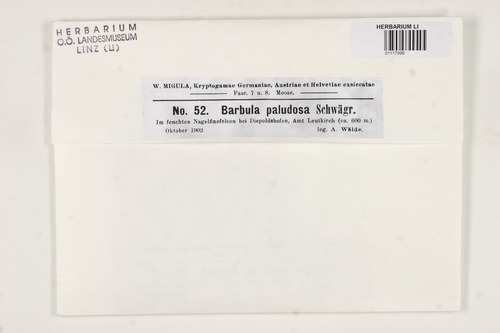 HERBARIUM
O.Ö. LANDESMUSEUM
LINZ (LI)
HERBARIUM LI
W. MIGULA, Kryptogamae Germaniae, Austriae et Helvetiae exsiccatae
Fasc. 7 u. 8. Moose.
No. 52. Barbula paludosa Schwägr.
Im feuchten Nagelfluefelsen bei Diepoldshofen, Amt Leutkirch (ca. 600 m.)
Oktober 1902 leg. A. Wälde.